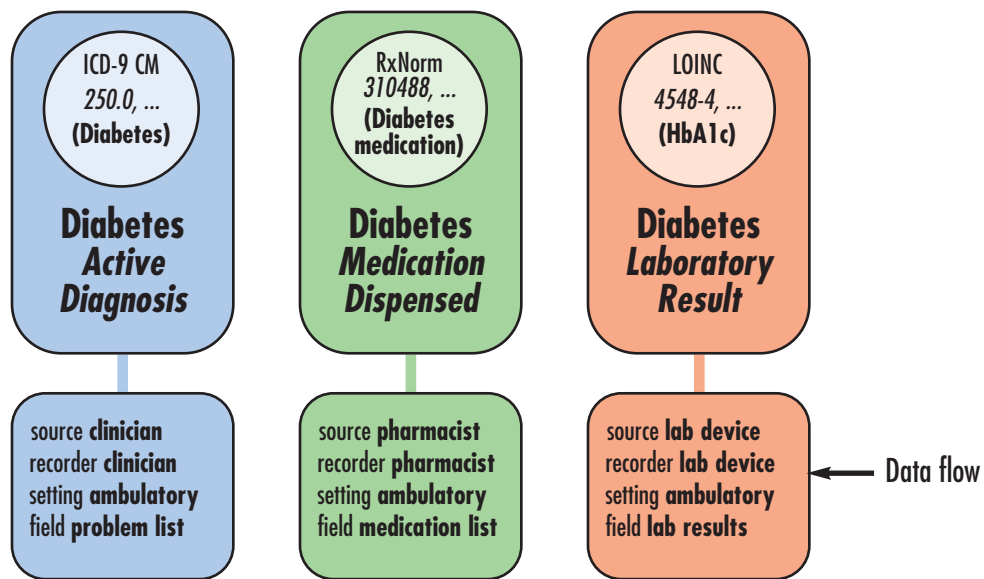 ICD-9 CM
250.0, ...
(Diabetes)
Diabetes
Active
Diagnosis
source clinician
recorder clinician
setting ambulatory
field problem list
RxNorm
310488, ...
(Diabetes
medication)
Diabetes
Medication
Dispensed
source pharmacist
recorder pharmacist
setting ambulatory
field medication list
LOINC
4548-4, ...
(HbA1c)
Diabetes
Laboratory
Result
source lab device
recorder lab device
setting ambulatory
field lab results
Data flow